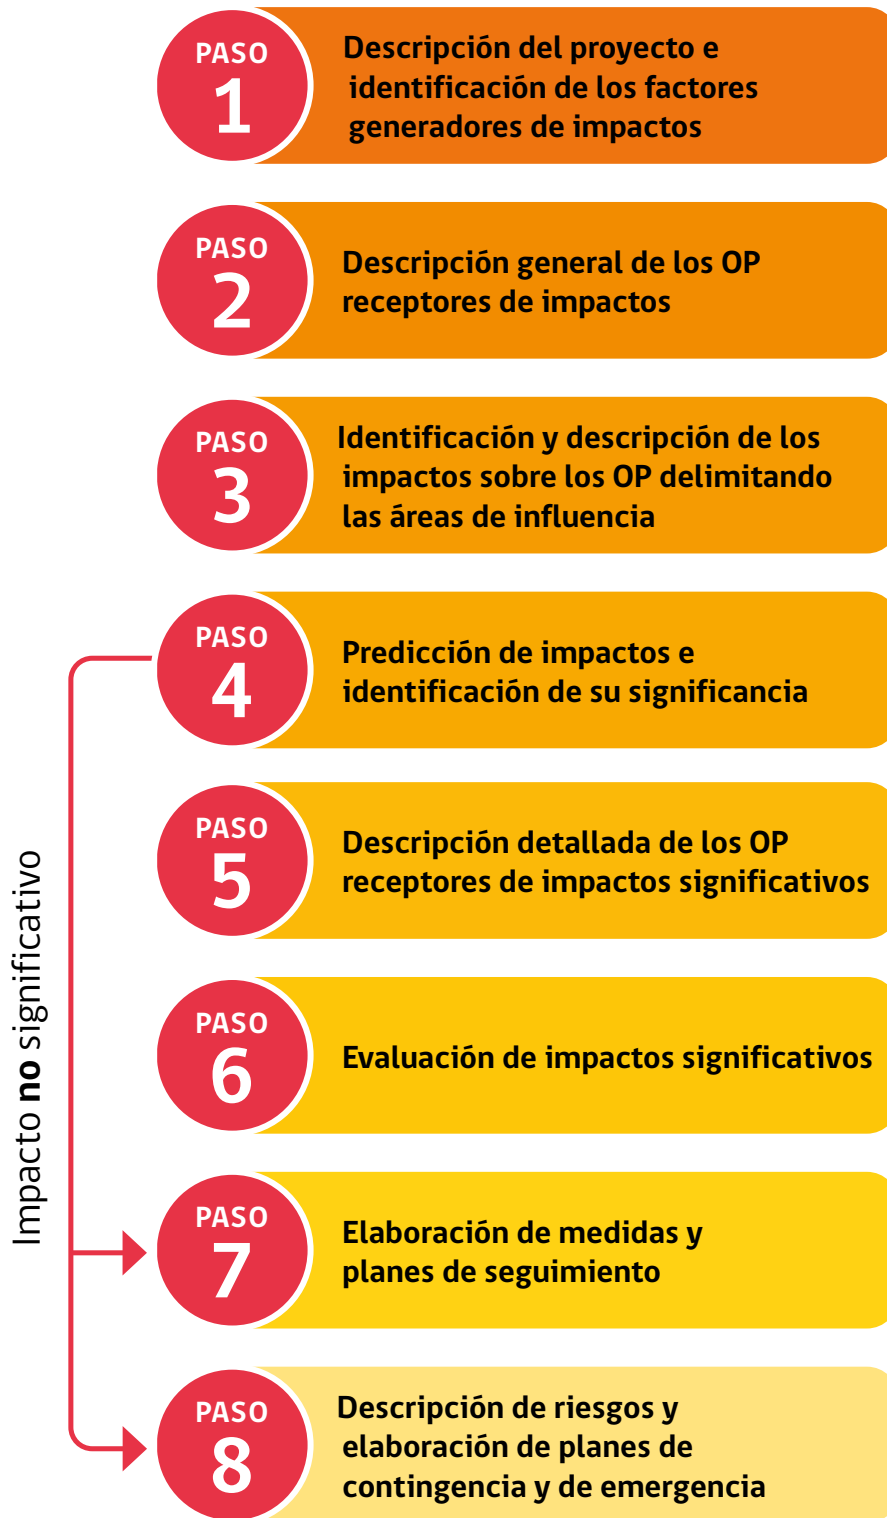 PASO
1
Descripción del proyecto e
identificación de los factores
generadores de impactos
PASO
2
Descripción general de los OP
receptores de impactos
PASO
3
Identificación y descripción de los
impactos sobre los OP delimitando
las áreas de influencia
PASO
4
Predicción de impactos e
identificación de su significancia
PASO
5
Descripción detallada de los OP
receptores de impactos significativos
PASO
6
Evaluación de impactos significativos
PASO
7
Elaboración de medidas y
planes de seguimiento
PASO
8
Descripción de riesgos y
elaboración de planes de
contingencia y de emergencia
Impacto no significativo